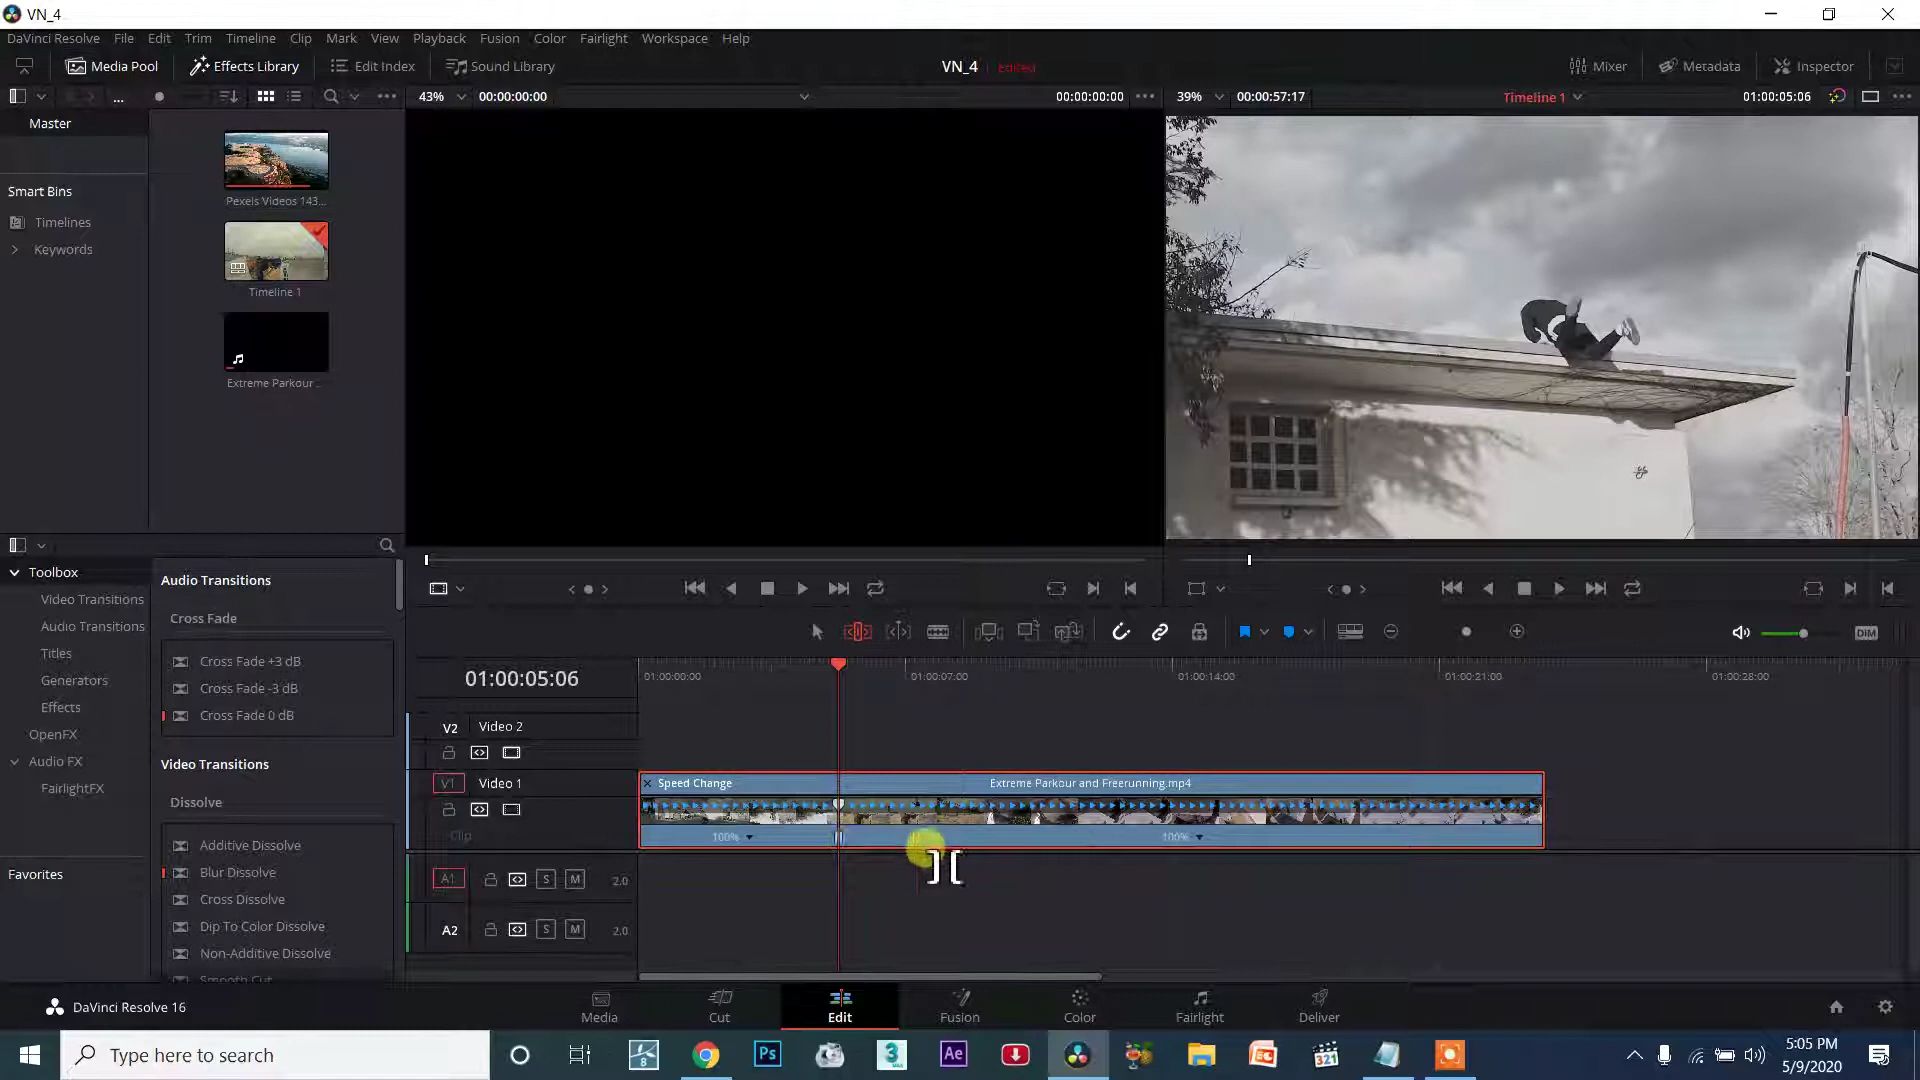 VN_4
DaVinci Resolve File Edit Trim Timeline Clip Mark View Playback Fusion Color Fairlight Workspace Help
Media Pool Effects Library Edit Index Sound Library VN_4 Edited Mixer Metadata Inspector
... 43% 00:00:00:00 00:00:00:00 39% 00:00:57:17 Timeline 1 01:00:05:06
Master
Pexels Videos 143...
Smart Bins
Timelines
Keywords
Timeline 1
Extreme Parkour ...
Toolbox
Video Transitions
Audio Transitions
Titles
Generators
Effects
OpenFX
Audio FX
FairlightFX
Favorites
Audio Transitions
Cross Fade
Cross Fade +3 dB
Cross Fade -3 dB
Cross Fade 0 dB
Video Transitions
Dissolve
Additive Dissolve
Blur Dissolve
Cross Dissolve
Dip To Color Dissolve
Non-Additive Dissolve
Smooth Cut
DIM
01:00:05:06
01:00:00:00 01:00:07:00 01:00:14:00 01:00:21:00 01:00:28:00
V2 Video 2
V1 Video 1
Clip
Speed Change Extreme Parkour and Freerunning.mp4
100% 100%
A1 S M 2.0
A2 S M 2.0
DaVinci Resolve 16
Media Cut Edit Fusion Color Fairlight Deliver
Type here to search
8 Ps 3 MAX Ae 321
5:05 PM
5/9/2020